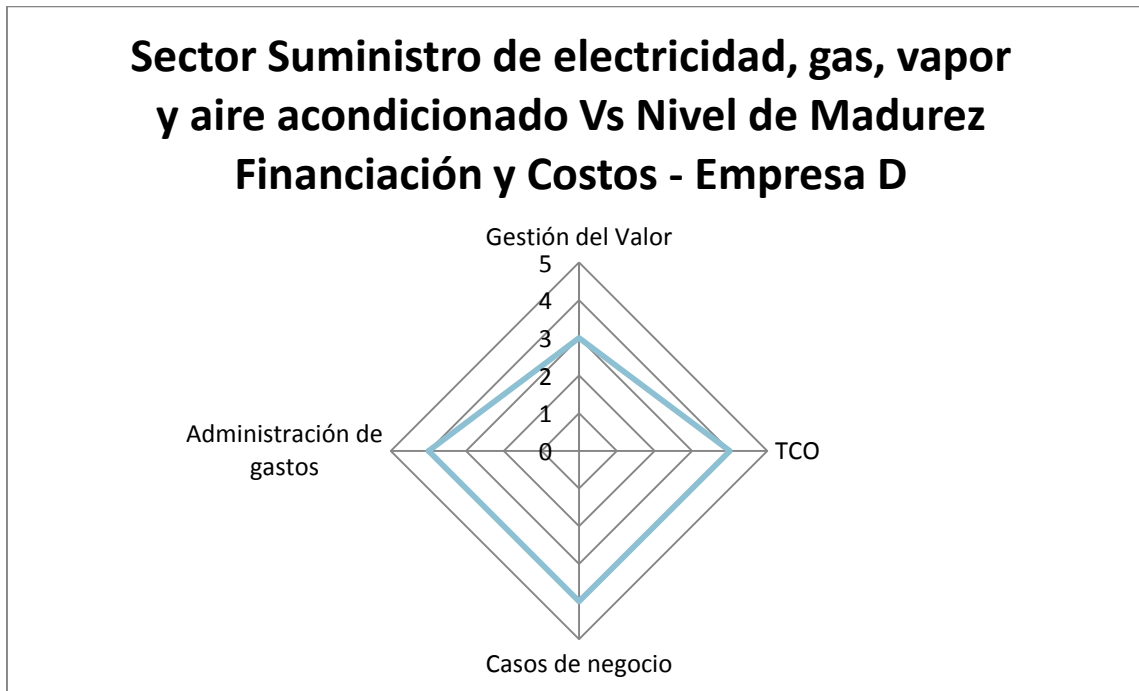 Sector Suministro de electricidad, gas, vapor
y aire acondicionado Vs Nivel de Madurez
Financiación y Costos - Empresa D
Gestión del Valor
5
4
3
2
1
0
Administración de
gastos
TCO
Casos de negocio